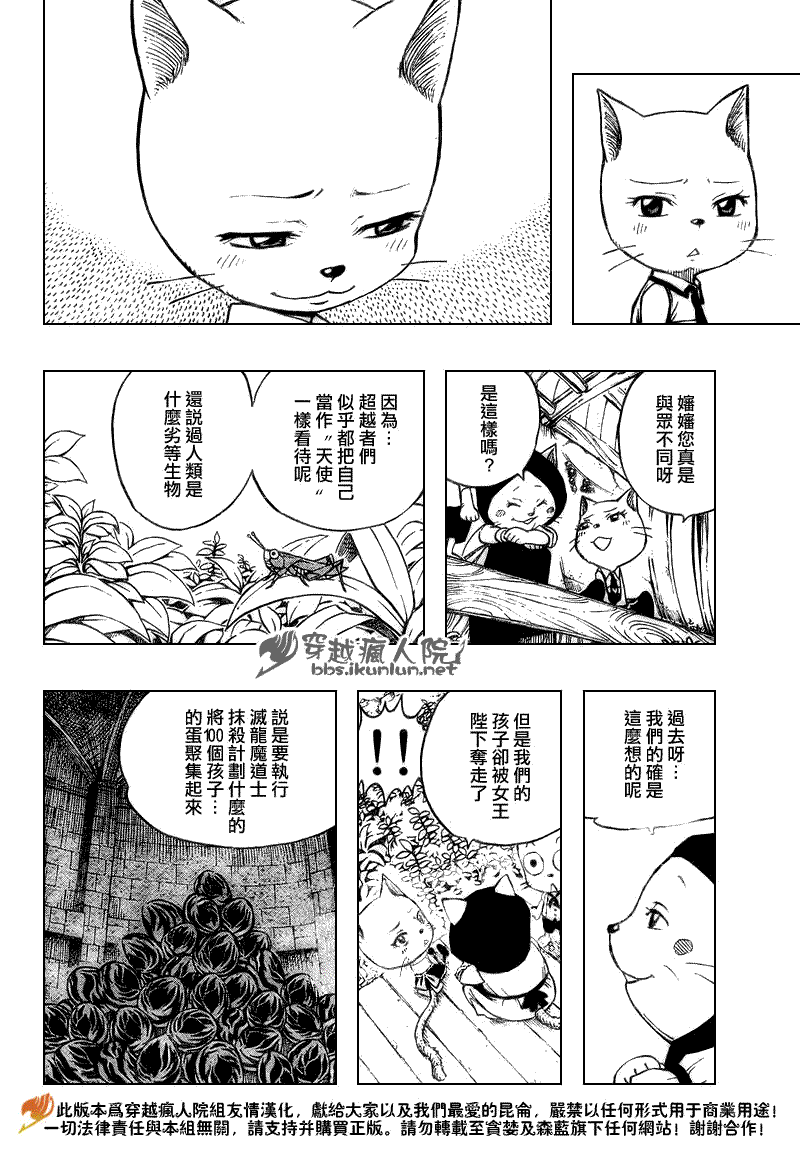 嬸嬸您真是
與眾不同呀
是這樣嗎？
因為…
超越者們
似乎都把自己
當作〝天使〞
一樣看待呢
還說過人類是
什麼劣等生物
穿越瘋人院
bbs.ikunlun.net
過去呀…
我們的確是
這麼想的呢
但是我們的
孩子卻被女王
陛下奪走了
!!
說是要執行
滅龍魔道士
抹殺計劃什麼的
將100個孩子…
的蛋聚集起來
此版本爲穿越瘋人院組友情漢化，獻給大家以及我們最愛的昆侖，嚴禁以任何形式用于商業用途！
一切法律責任與本組無關，請支持并購買正版。請勿轉載至貪婪及森藍旗下任何網站！謝謝合作！